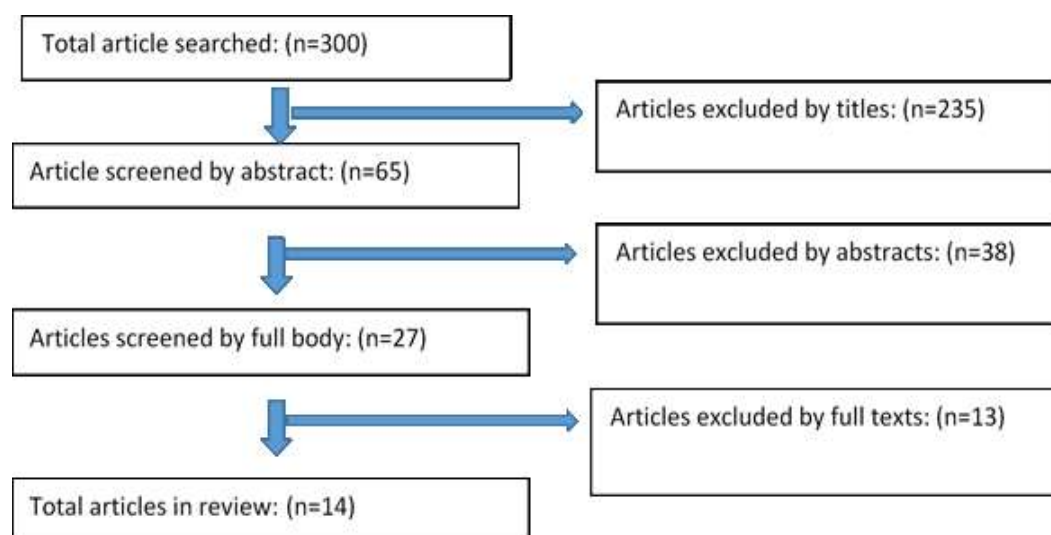 Total article searched: (n=300)
Articles excluded by titles: (n=235)
Article screened by abstract: (n=65)
Articles excluded by abstracts: (n=38)
Articles screened by full body: (n=27)
Articles excluded by full texts: (n=13)
Total articles in review: (n=14)